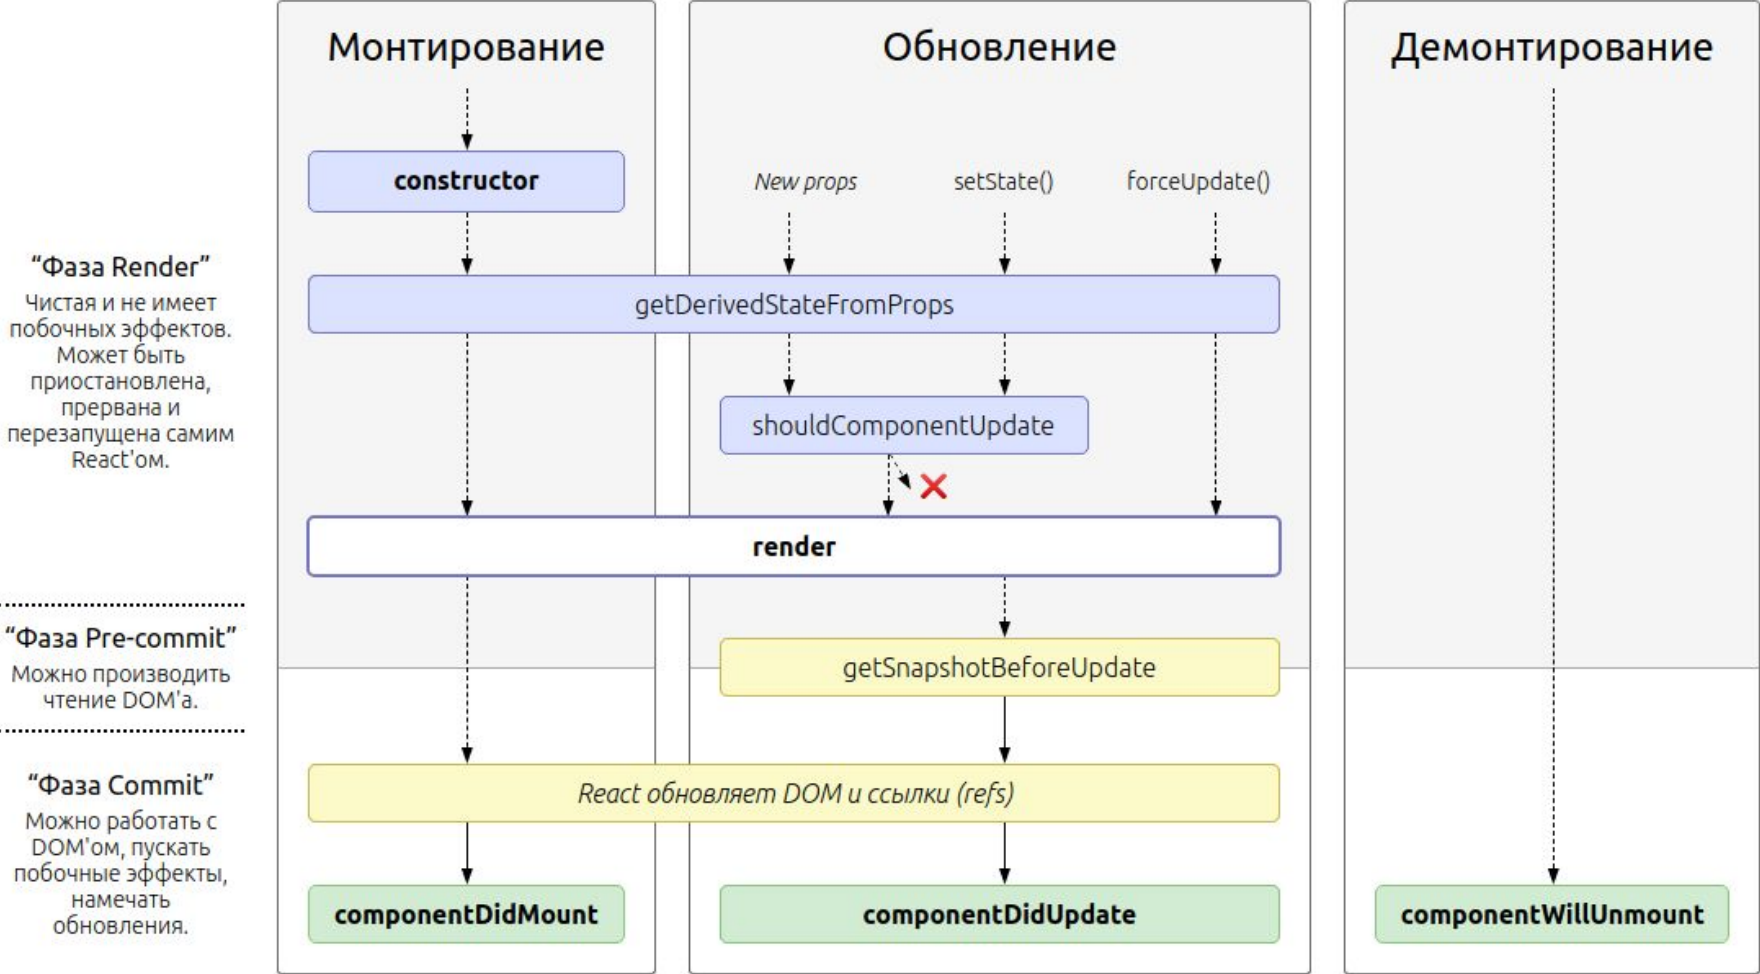 Монтирование
Обновление
Демонтирование
constructor
New props
setState()
forceUpdate()
“Фаза Render”
Чистая и не имеет
побочных эффектов.
Может быть
приостановлена,
прервана и
перезапущена самим
React'ом.
getDerivedStateFromProps
shouldComponentUpdate
render
“Фаза Pre-commit”
Можно производить
чтение DOM'а.
getSnapshotBeforeUpdate
“Фаза Commit”
Можно работать с
DOM'ом, пускать
побочные эффекты,
намечать
обновления.
React обновляет DOM и ссылки (refs)
componentDidMount
componentDidUpdate
componentWillUnmount